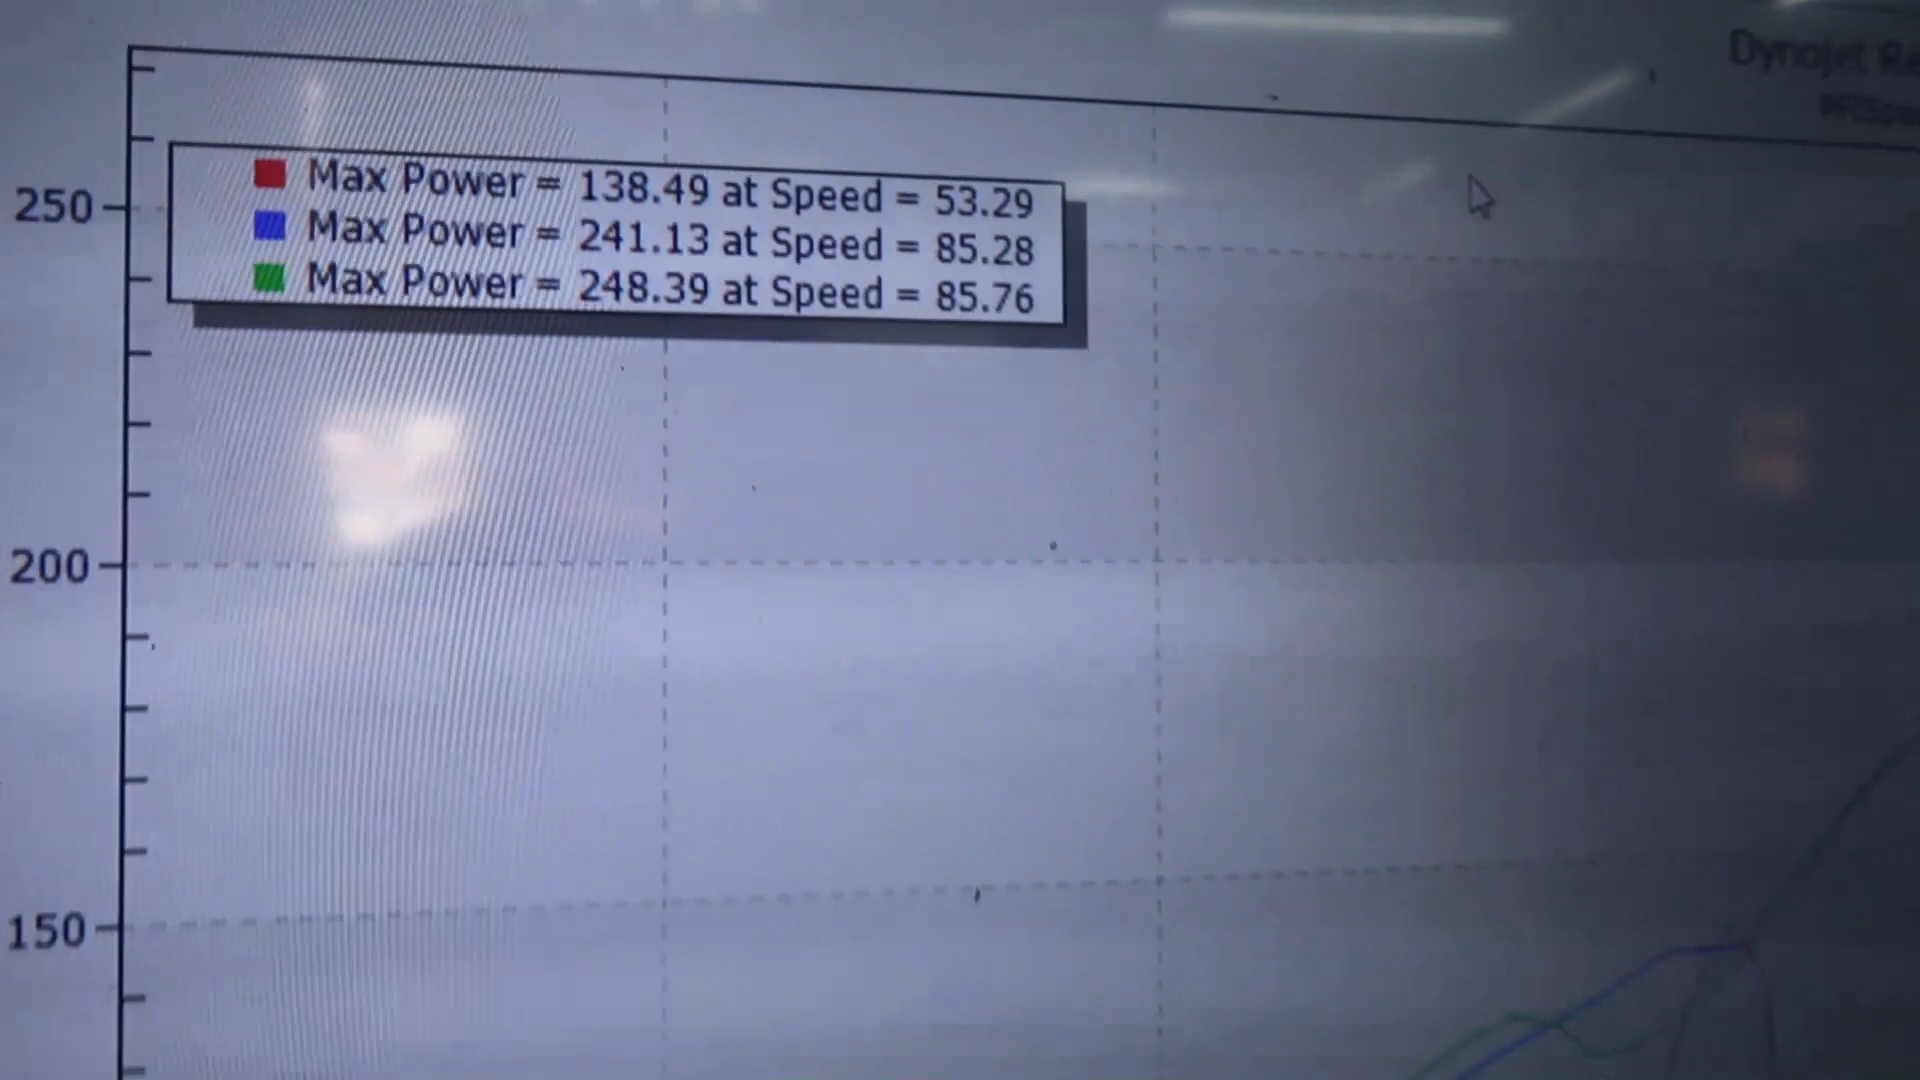 Dynojet Re
Max Power = 138.49 at Speed = 53.29
Max Power = 241.13 at Speed = 85.28
Max Power = 248.39 at Speed = 85.76
250
200
150